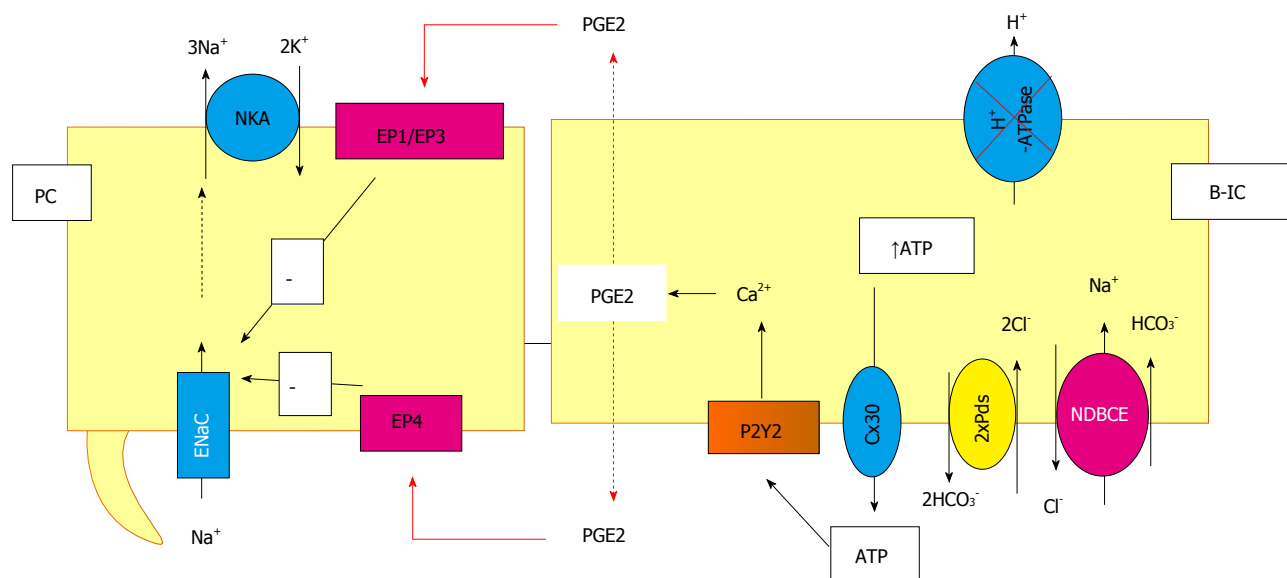 PGE2
H⁺
3Na⁺
2K⁺
NKA
EP1/EP3
H⁺
-ATPase
PC
B-IC
↑ATP
-
PGE2
Ca²⁺
Na⁺
2Cl⁻
HCO₃⁻
-
ENaC
EP4
P2Y2
Cx30
2xPds
NDBCE
2HCO₃⁻
Cl⁻
Na⁺
PGE2
ATP